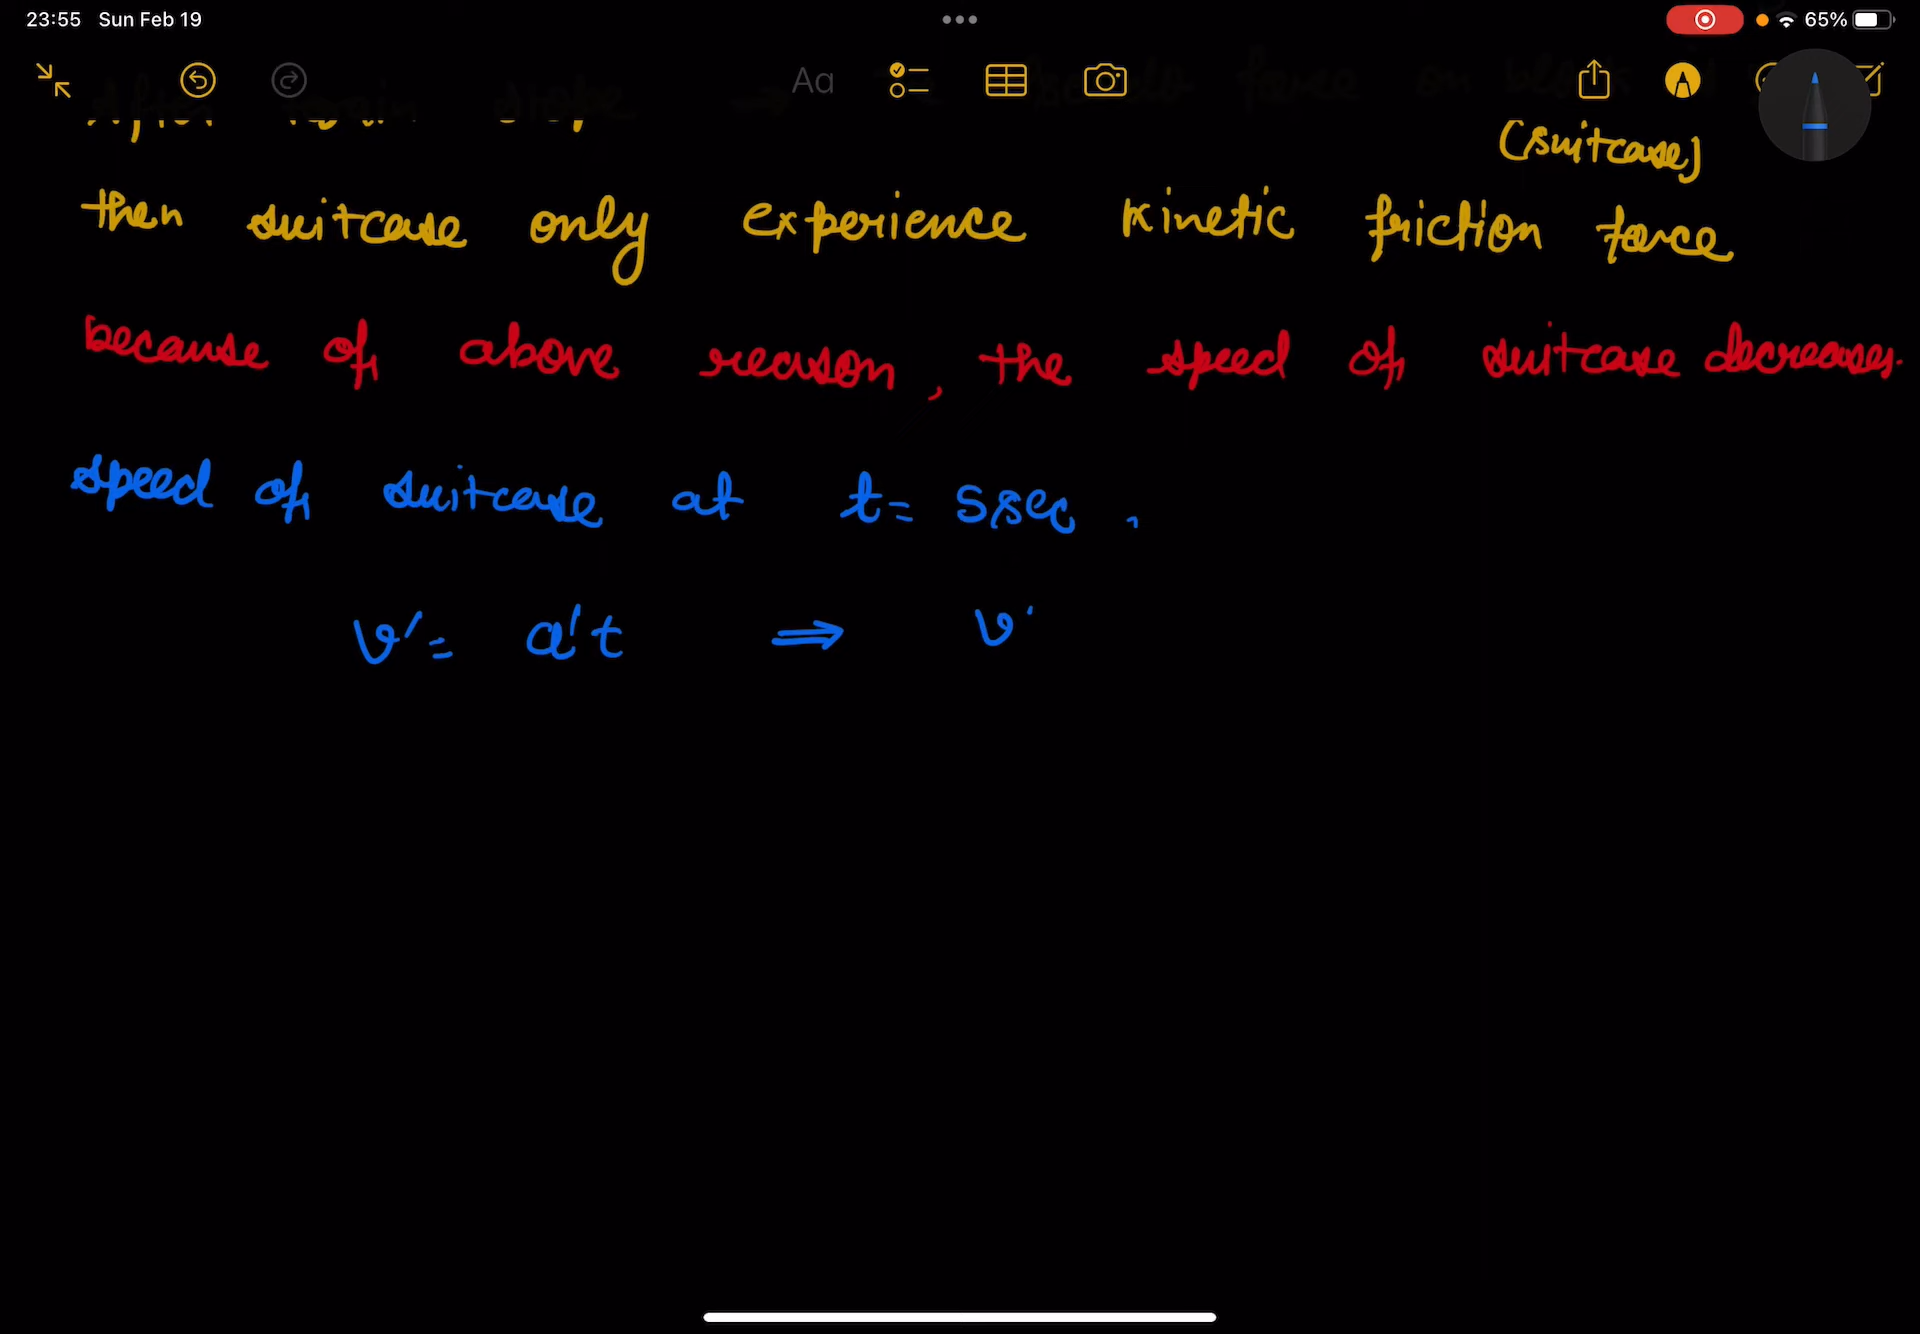 23:55 Sun Feb 19
65%
Aa
(suitcase)
then suitcase only experience kinetic friction force
because of above reason, the speed of suitcase decreases.
speed of suitcase at t= 5sec,
v'= a't ⇒ v'